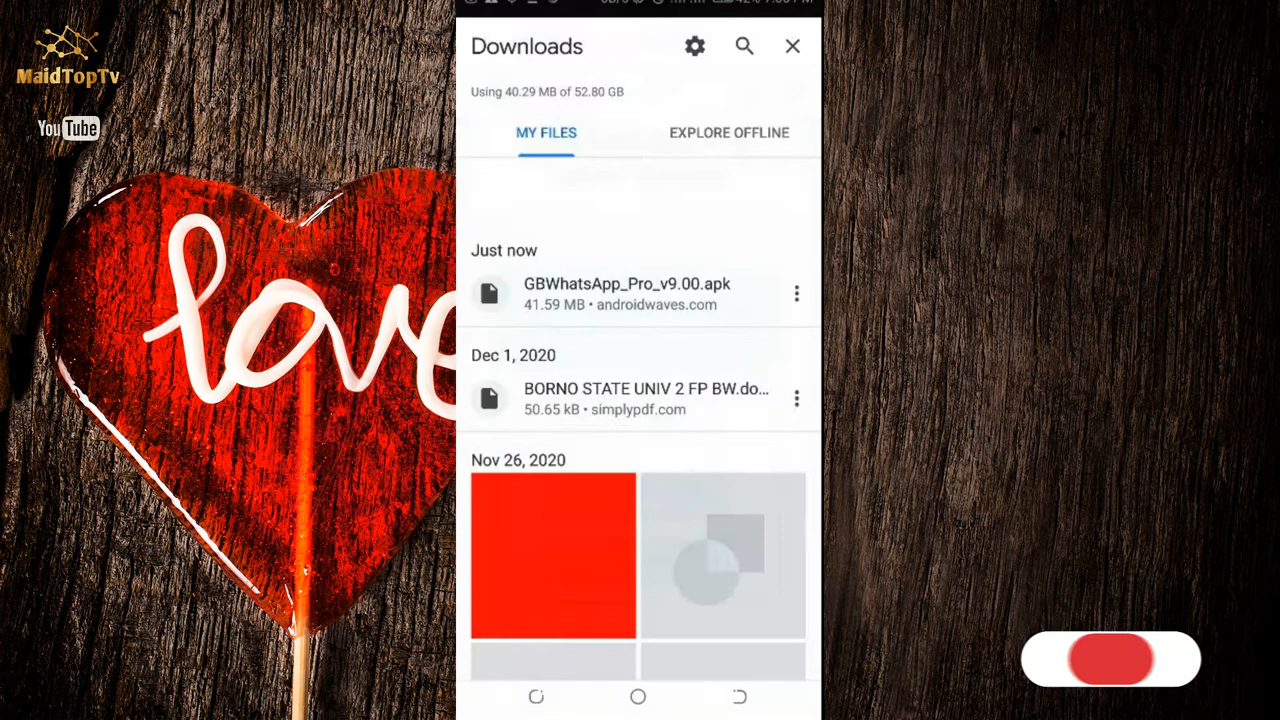 MaidTopTv
YouTube
love
Downloads
Using 40.29 MB of 52.80 GB
MY FILES
EXPLORE OFFLINE
Just now
GBWhatsApp_Pro_v9.00.apk
41.59 MB • androidwaves.com
Dec 1, 2020
BORNO STATE UNIV 2 FP BW.do...
50.65 kB • simplypdf.com
Nov 26, 2020